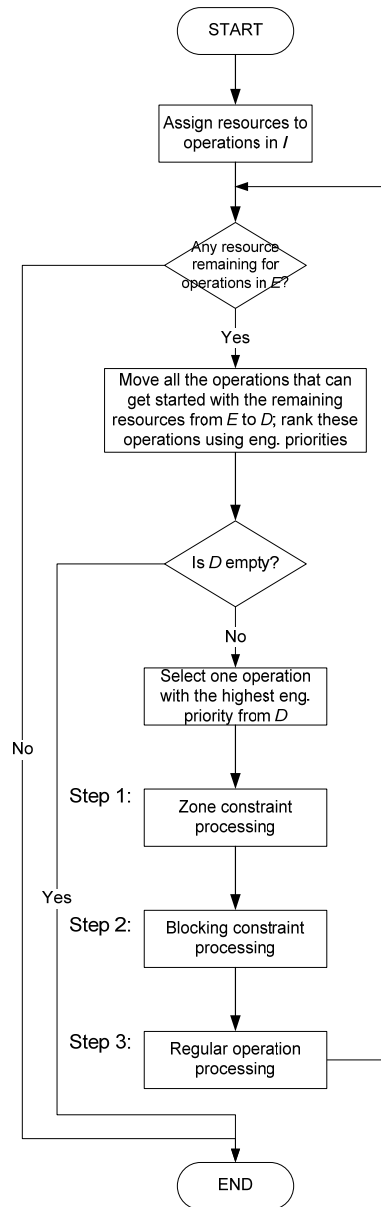 START
Assign resources to
operations in I
Any resource
remaining for
operations in E?
Yes
Move all the operations that can
get started with the remaining
resources from E to D; rank these
operations using eng. priorities
Is D empty?
No
Select one operation
with the highest eng.
priority from D
No
Step 1:
Zone constraint
processing
Yes
Step 2:
Blocking constraint
processing
Step 3:
Regular operation
processing
END